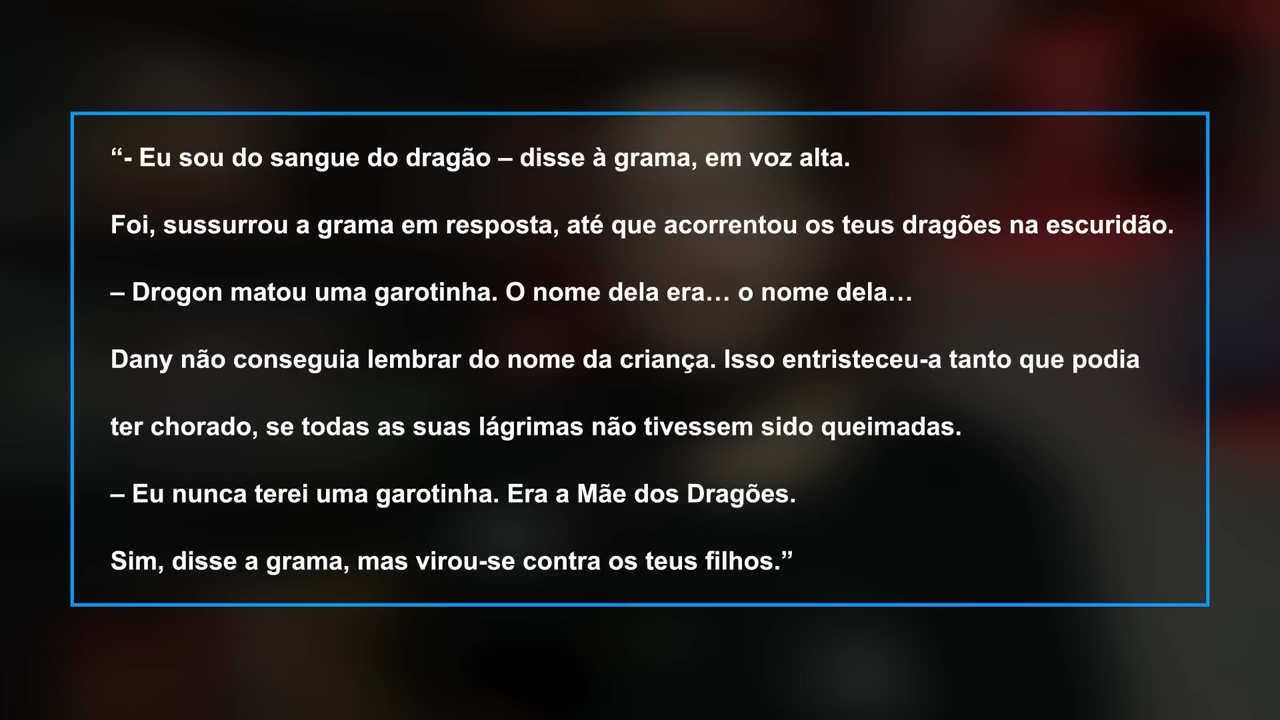 “- Eu sou do sangue do dragão – disse à grama, em voz alta.
Foi, sussurrou a grama em resposta, até que acorrentou os teus dragões na escuridão.
– Drogon matou uma garotinha. O nome dela era… o nome dela…
Dany não conseguia lembrar do nome da criança. Isso entristeceu-a tanto que podia
ter chorado, se todas as suas lágrimas não tivessem sido queimadas.
– Eu nunca terei uma garotinha. Era a Mãe dos Dragões.
Sim, disse a grama, mas virou-se contra os teus filhos.”